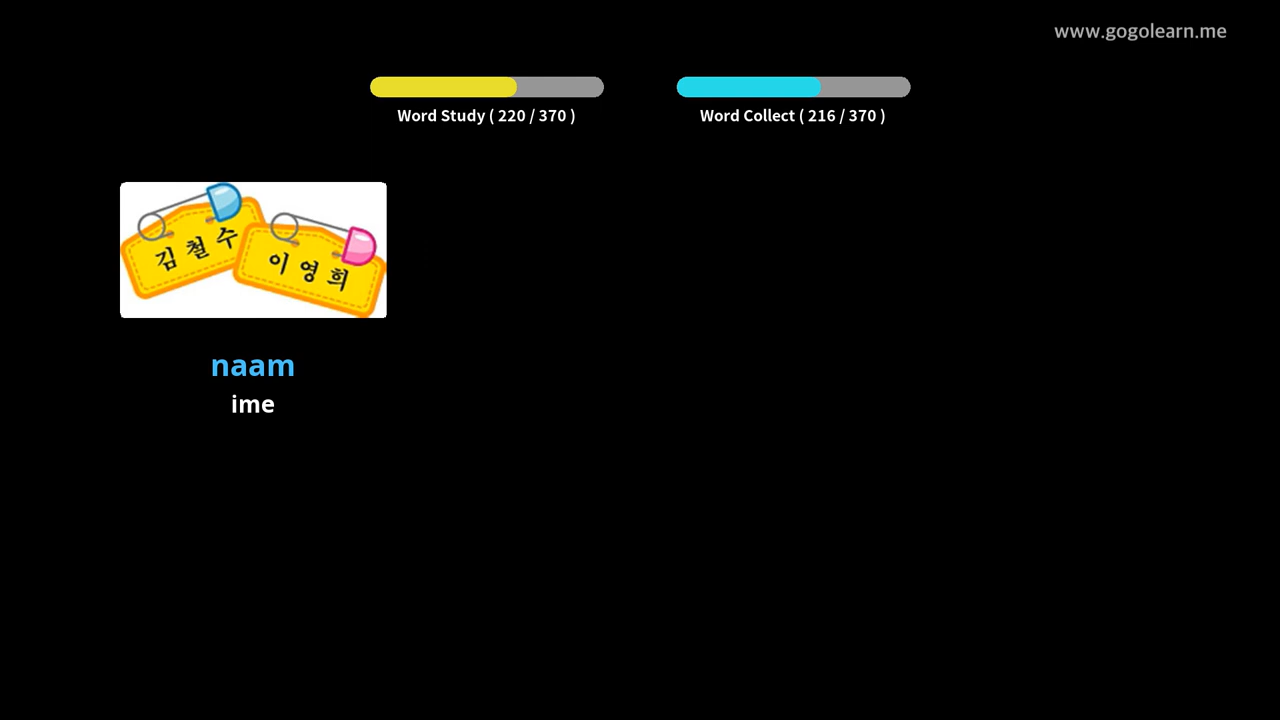 www.gogolearn.me
Word Study ( 220 / 370 )
Word Collect ( 216 / 370 )
김철수
이영희
naam
ime